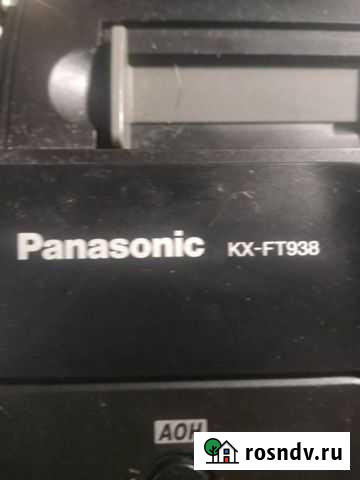 Panasonic KX-FT938
АОН
rosndv.ru